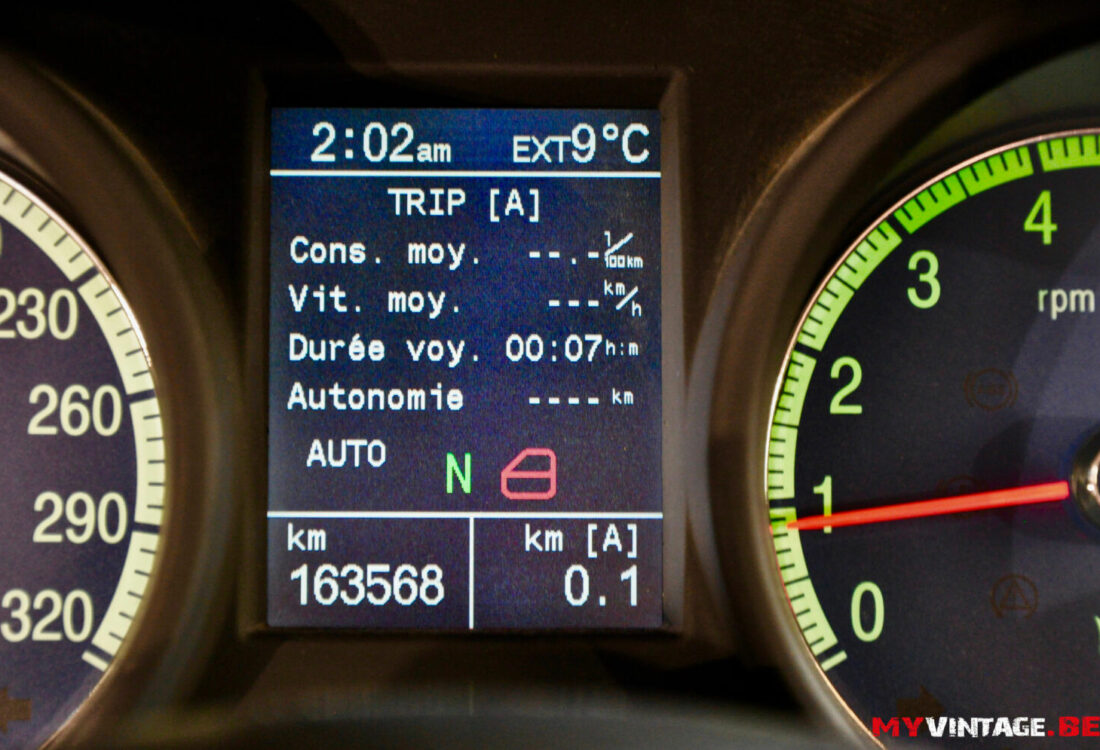 2:02am EXT9°C
TRIP [A]
Cons. moy. --.- l/100km
Vit. moy. --- km/h
Durée voy. 00:07 h:m
Autonomie ---- km
AUTO N
km km [A]
163568 0.1
230
260
290
320
4
3
rpm
2
1
0
MYVINTAGE.BE